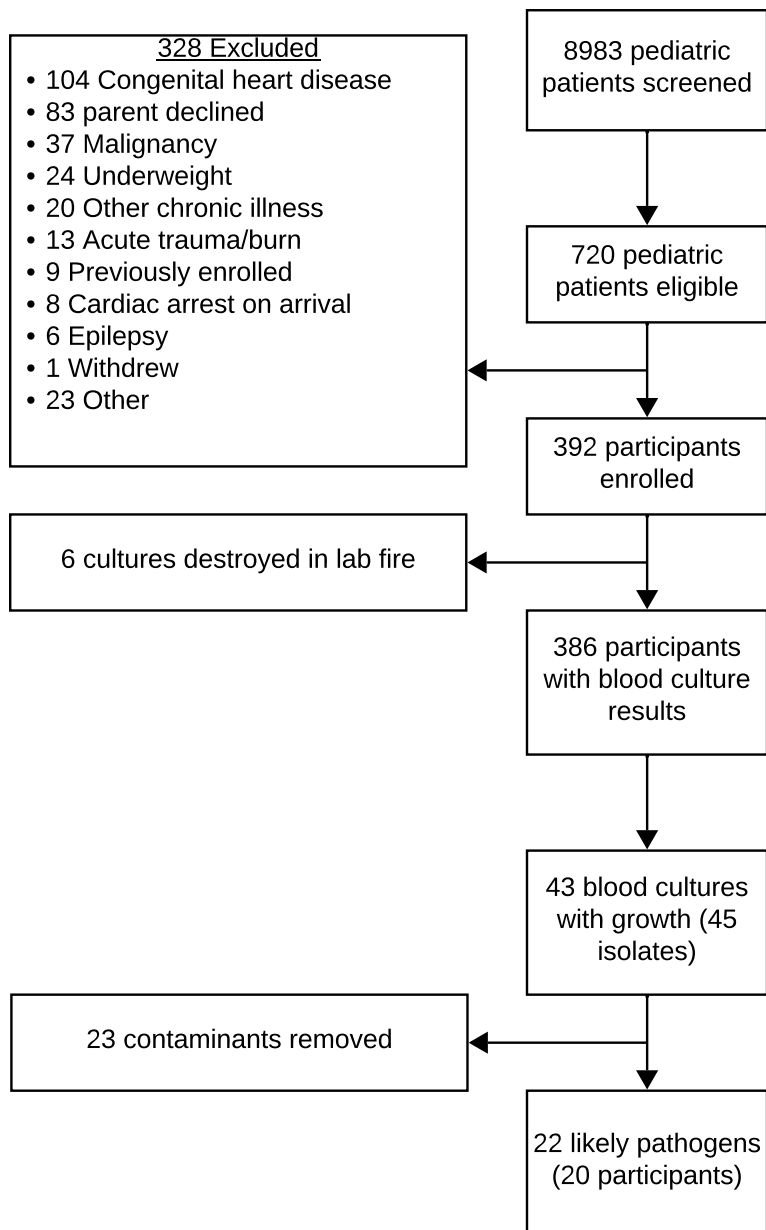 8983 pediatric
patients screened
328 Excluded
• 104 Congenital heart disease
• 83 parent declined
• 37 Malignancy
• 24 Underweight
• 20 Other chronic illness
• 13 Acute trauma/burn
• 9 Previously enrolled
• 8 Cardiac arrest on arrival
• 6 Epilepsy
• 1 Withdrew
• 23 Other
720 pediatric
patients eligible
392 participants
enrolled
6 cultures destroyed in lab fire
386 participants
with blood culture
results
43 blood cultures
with growth (45
isolates)
23 contaminants removed
22 likely pathogens
(20 participants)